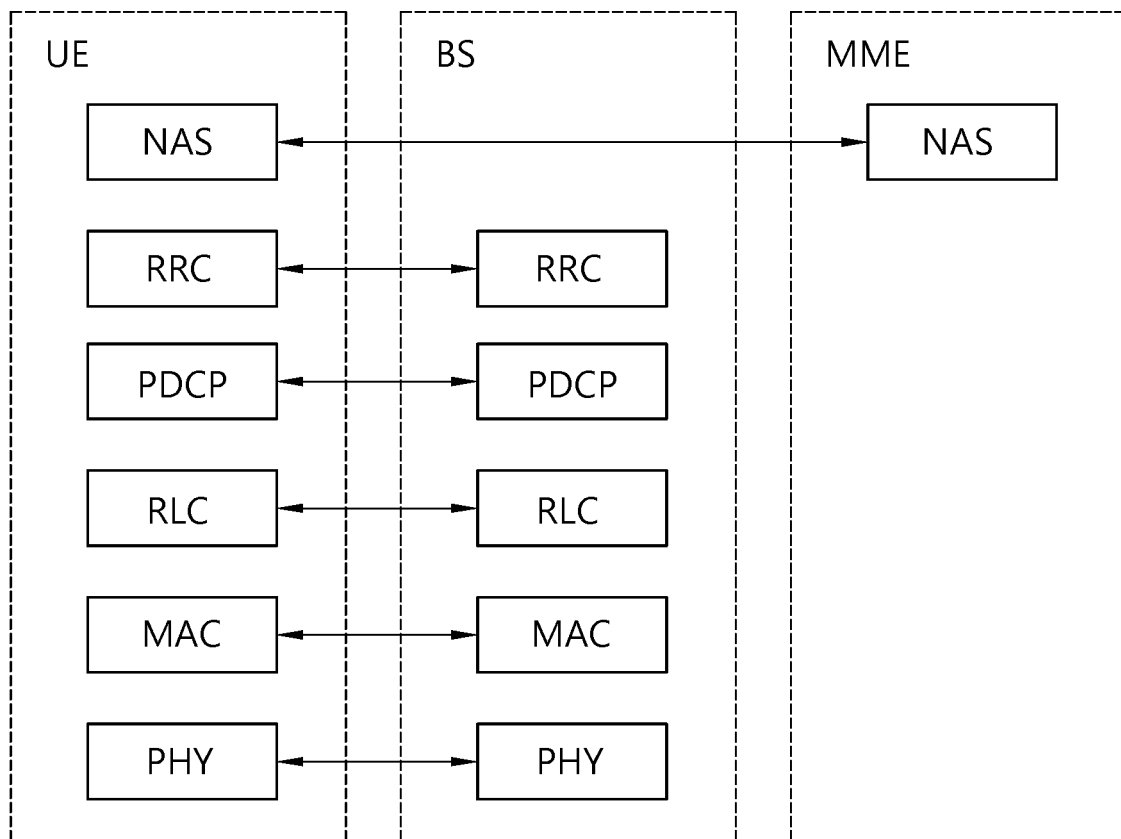 UE BS MME
NAS NAS
RRC RRC
PDCP PDCP
RLC RLC
MAC MAC
PHY PHY